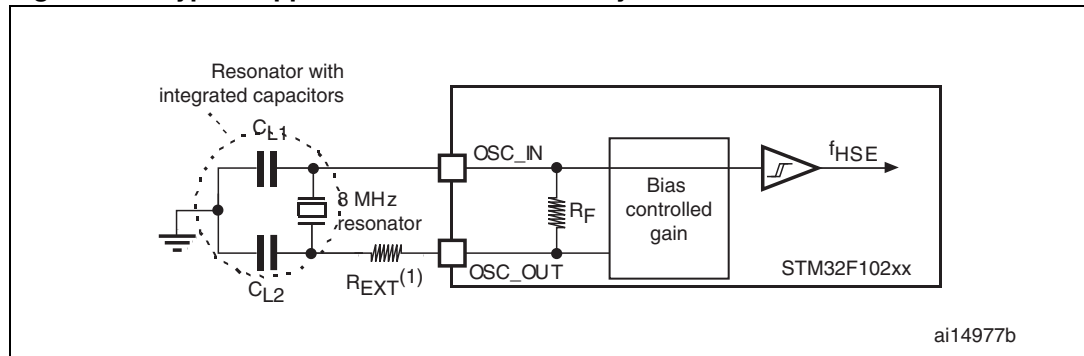 Resonator with
integrated capacitors
CL1
OSC_IN
fHSE
8 MHz
resonator
RF
Bias
controlled
gain
REXT(1)
OSC_OUT
STM32F102xx
CL2
ai14977b